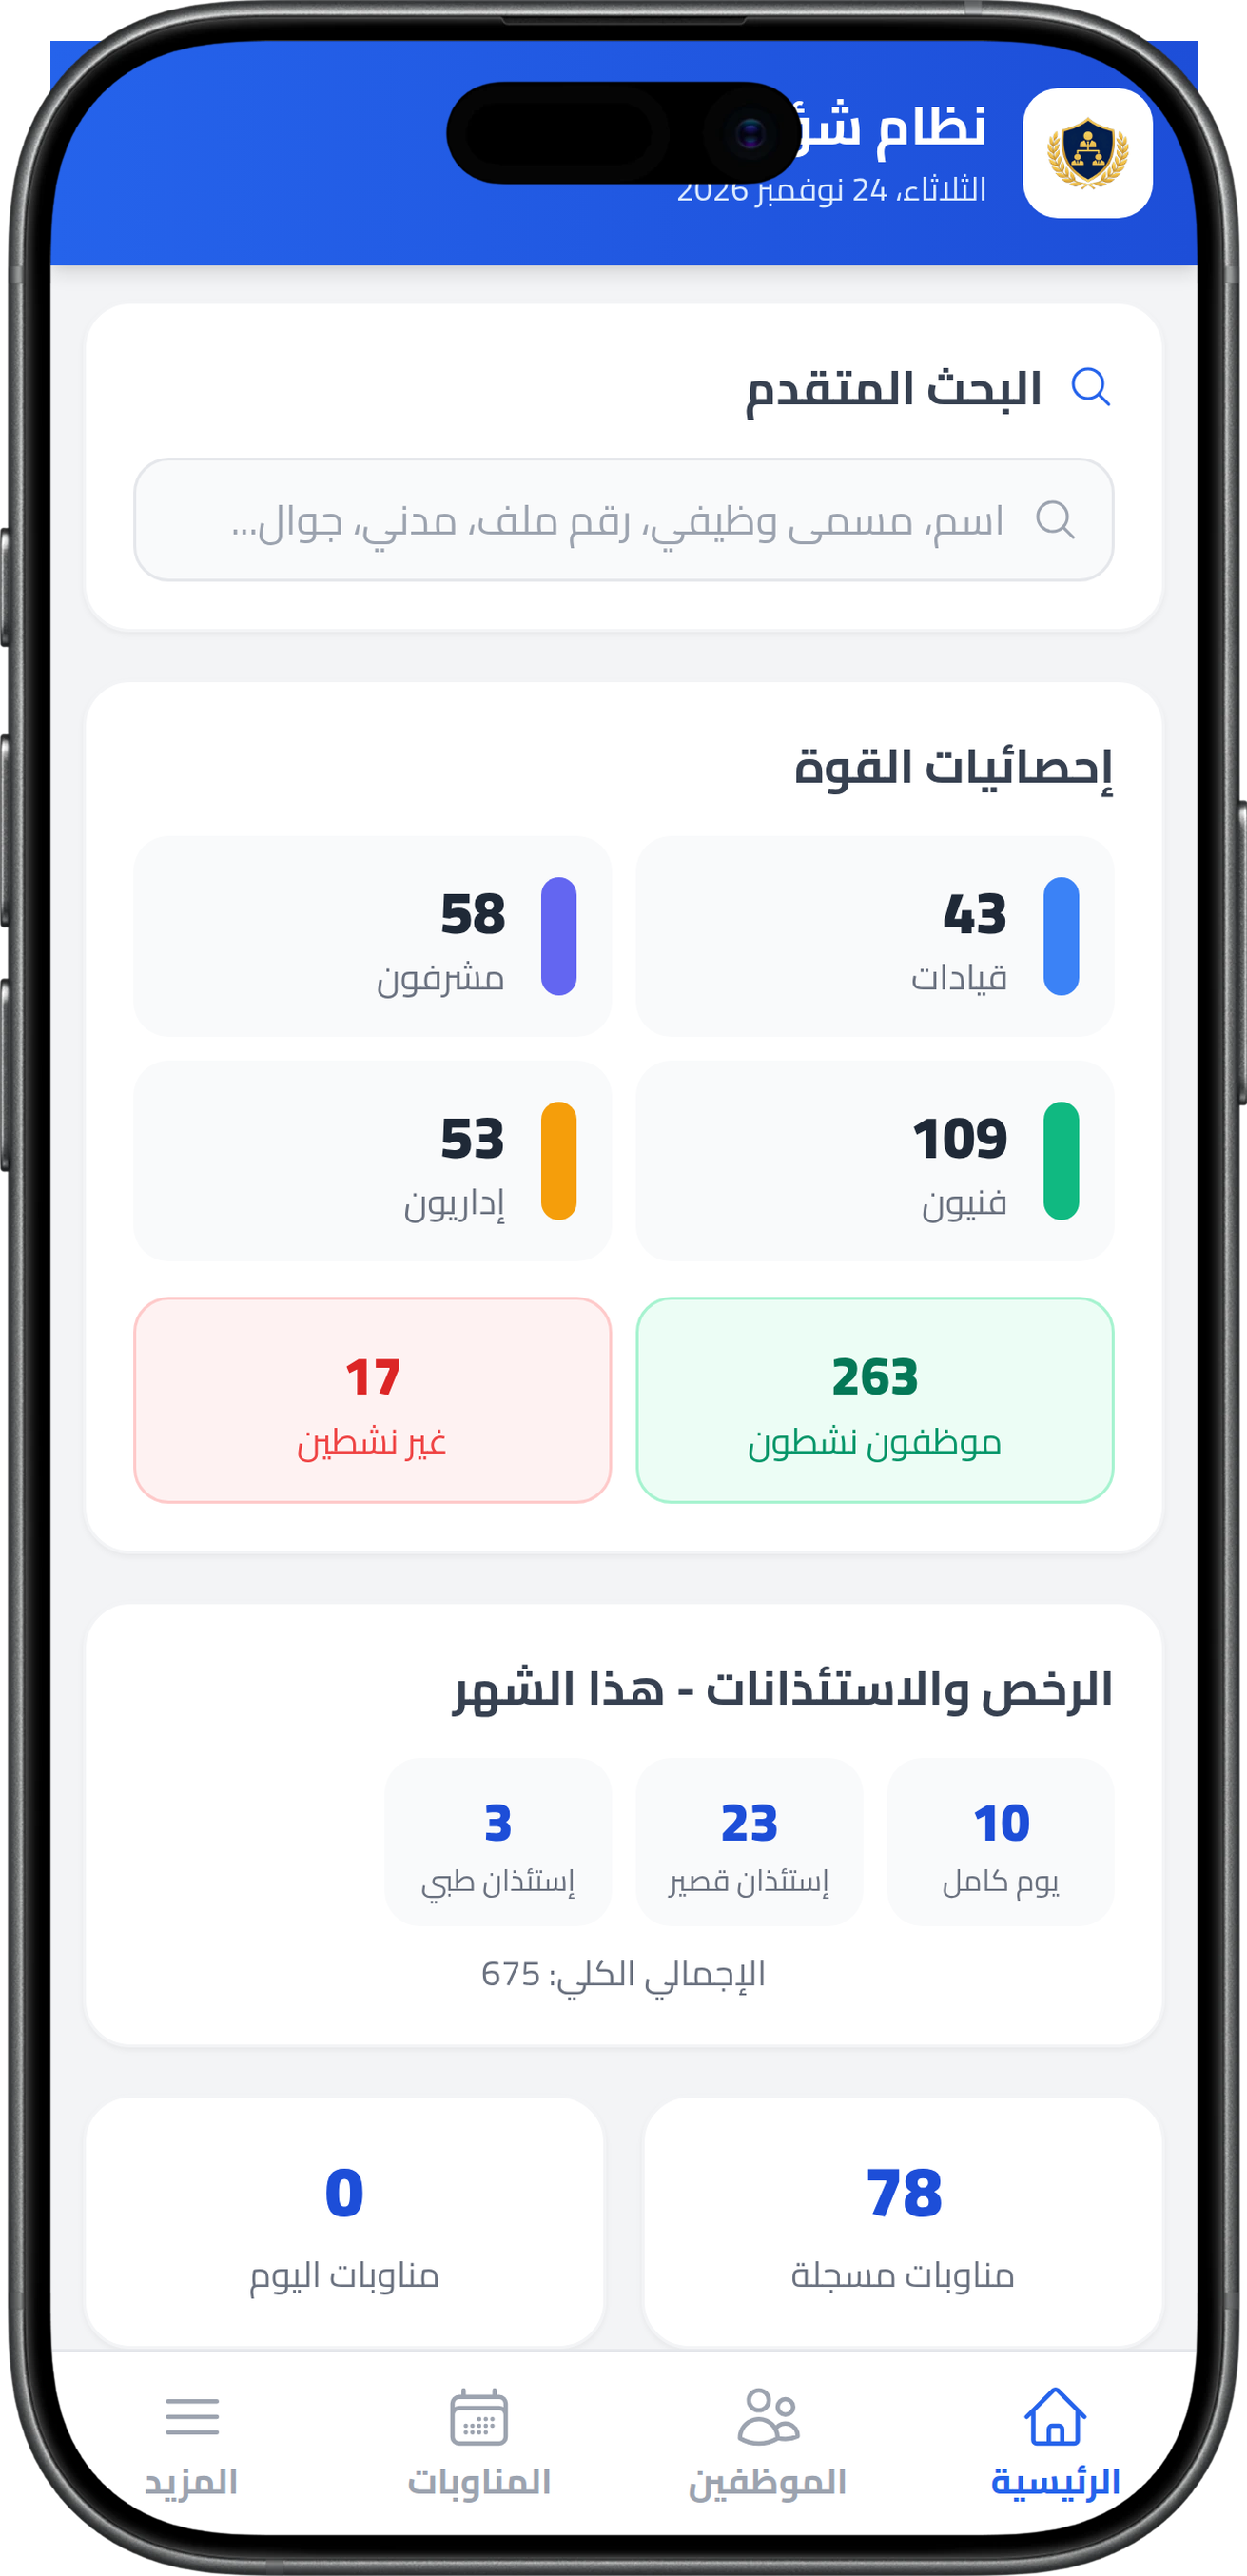 نظام
الثلاثاء، 24 نوفمبر 2026
البحث المتقدم
اسم، مسمى وظيفي، رقم ملف، مدني، جوال...
إحصائيات القوة
43
قيادات
58
مشرفون
109
فنيون
53
إداريون
263
موظفون نشطون
17
غير نشطين
الرخص والاستئذانات - هذا الشهر
10
يوم كامل
23
إستئذان قصير
3
إستئذان طبي
الإجمالي الكلي: 675
78
مناوبات مسجلة
0
مناوبات اليوم
الرئيسية
الموظفين
المناوبات
المزيد